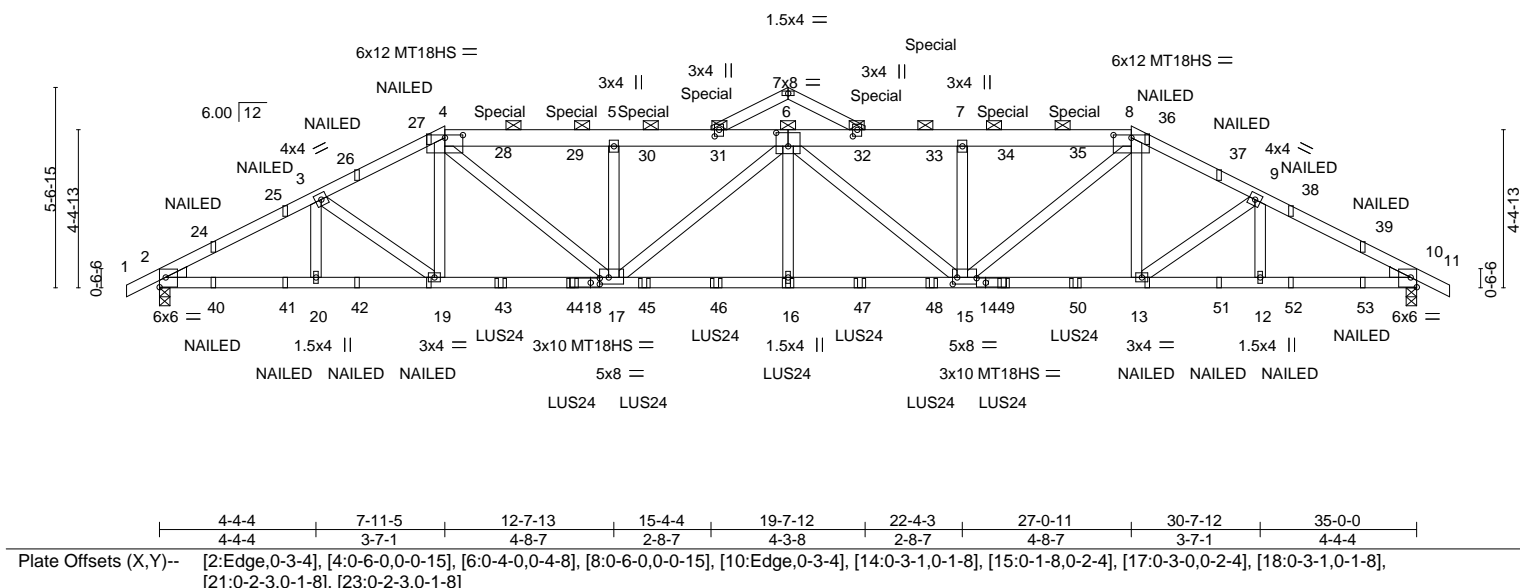 1.5x4 =
Special
6x12 MT18HS =
6x12 MT18HS =
3x4 ||
3x4 ||
7x8 =
3x4 ||
3x4 ||
NAILED
Special
Special
NAILED
6.00 12
27 4
Special
Special
5
Special
6
7
Special
Special
8
36
NAILED
NAILED
4x4 =
26
28
29
30
31
32
33
34
35
37
4x4 =
NAILED
3
9
NAILED
38
25
NAILED
24
NAILED
39
5-6-15
4-4-13
4-4-13
0-6-6
0-6-6
1
2
10
11
40
41
42
43
44
18
45
46
47
48
14
49
50
51
52
53
20
19
17
16
15
13
12
6x6 =
6x6 =
LUS24
LUS24
LUS24
LUS24
NAILED
1.5x4 ||
3x4 =
3x10 MT18HS =
1.5x4 ||
5x8 =
3x4 =
1.5x4 ||
NAILED
NAILED
NAILED
NAILED
5x8 =
LUS24
3x10 MT18HS =
NAILED
NAILED
NAILED
LUS24
LUS24
LUS24
LUS24
4-4-4
7-11-5
12-7-13
15-4-4
19-7-12
22-4-3
27-0-11
30-7-12
35-0-0
4-4-4
3-7-1
4-8-7
2-8-7
4-3-8
2-8-7
4-8-7
3-7-1
4-4-4
Plate Offsets (X,Y)-- [2:Edge,0-3-4], [4:0-6-0,0-0-15], [6:0-4-0,0-4-8], [8:0-6-0,0-0-15], [10:Edge,0-3-4], [14:0-3-1,0-1-8], [15:0-1-8,0-2-4], [17:0-3-0,0-2-4], [18:0-3-1,0-1-8],
[21:0-2-3,0-1-8], [23:0-2-3,0-1-8]